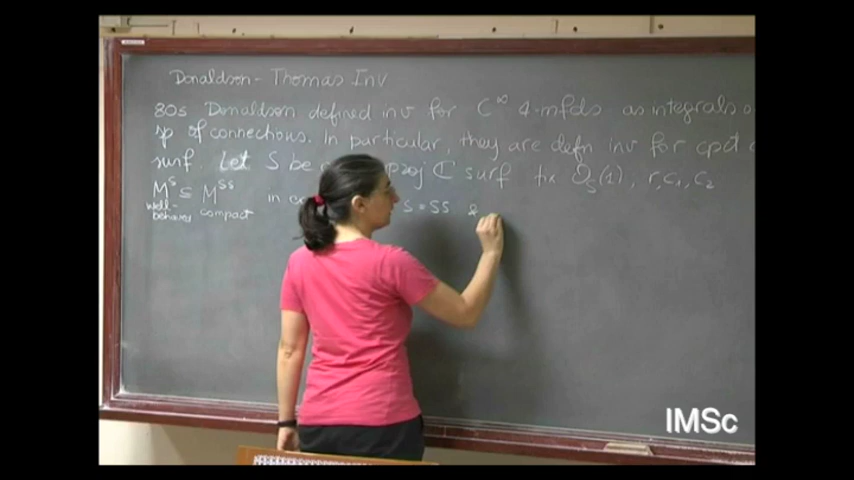 Donaldson - Thomas Inv
80s Donaldson defined inv for C^∞ 4-mfds as integrals o
sp of connections. In particular, they are defn inv for cpct
surf. Let S be proj ℂ surf fix O_S(1), r, c_1, c_2
M^S ⊆ M^SS in S = SS &
well-behaving compact
IMSc